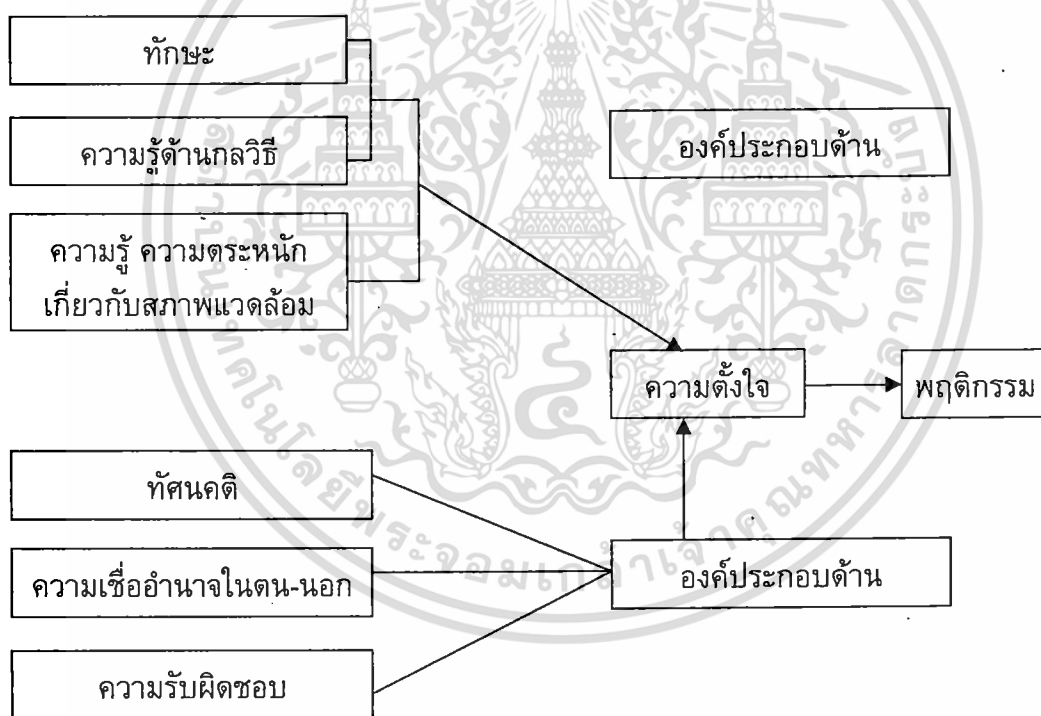 ทักษะ
ความรู้ด้านกลวิธี
องค์ประกอบด้าน
ความรู้ ความตระหนัก
เกี่ยวกับสภาพแวดล้อม
ความตั้งใจ
พฤติกรรม
ทัศนคติ
ความเชื่ออำนาจในตน-นอก
องค์ประกอบด้าน
ความรับผิดชอบ